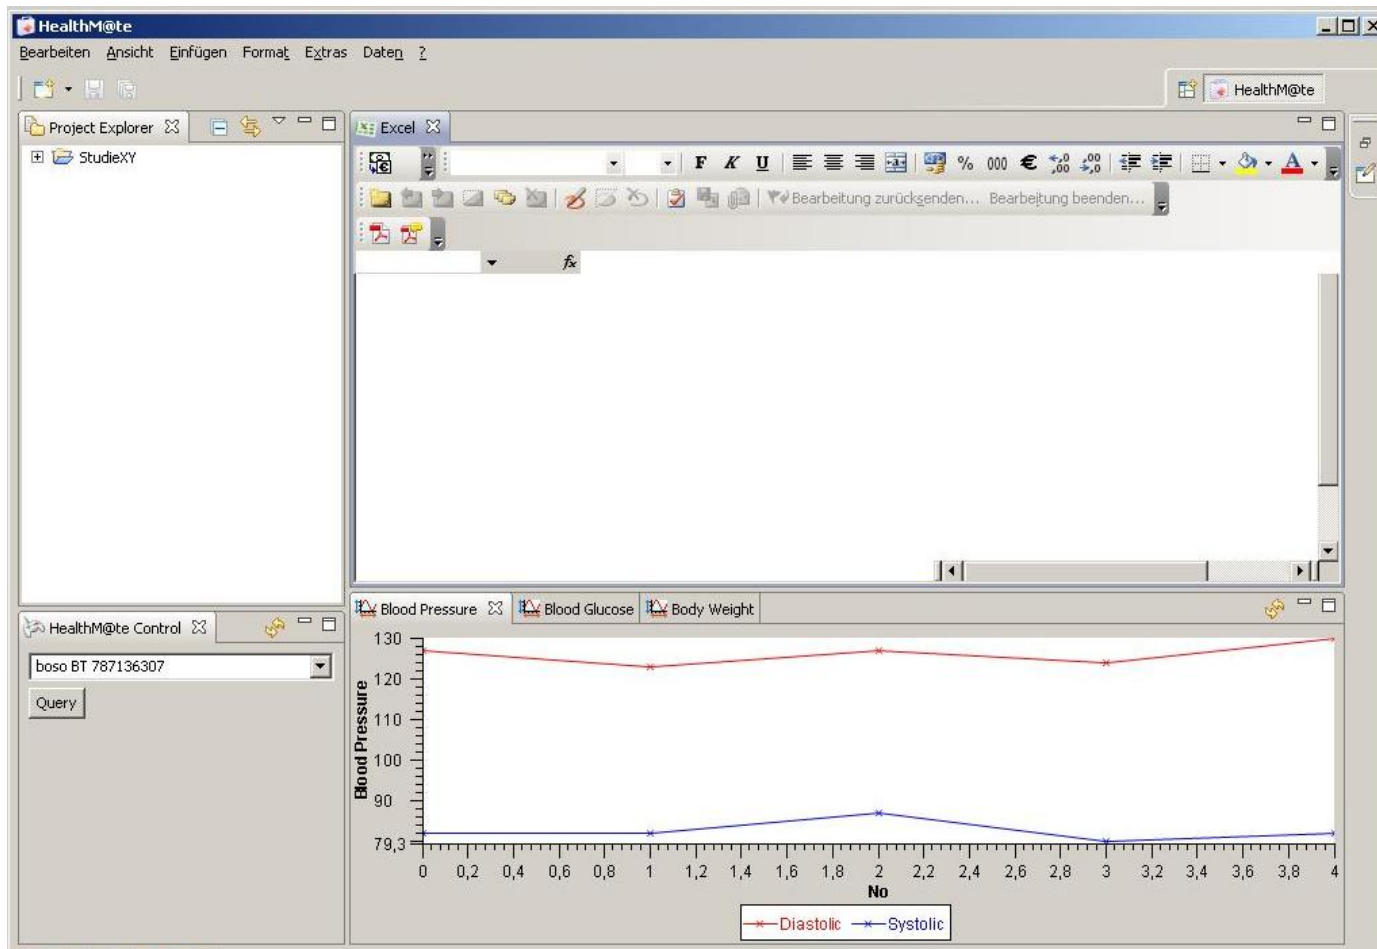 HealthM@te
Bearbeiten Ansicht Einfügen Format Extras Daten ?
HealthM@te
Project Explorer
StudieXY
Excel
F K U % 000 € ,00 ,0
Bearbeitung zurücksenden... Bearbeitung beenden...
fx
HealthM@te Control
boso BT 787136307
Query
Blood Pressure Blood Glucose Body Weight
Blood Pressure
130
120
110
100
90
79,3
0 0,2 0,4 0,6 0,8 1 1,2 1,4 1,6 1,8 2 2,2 2,4 2,6 2,8 3 3,2 3,4 3,6 3,8 4
No
Diastolic Systolic